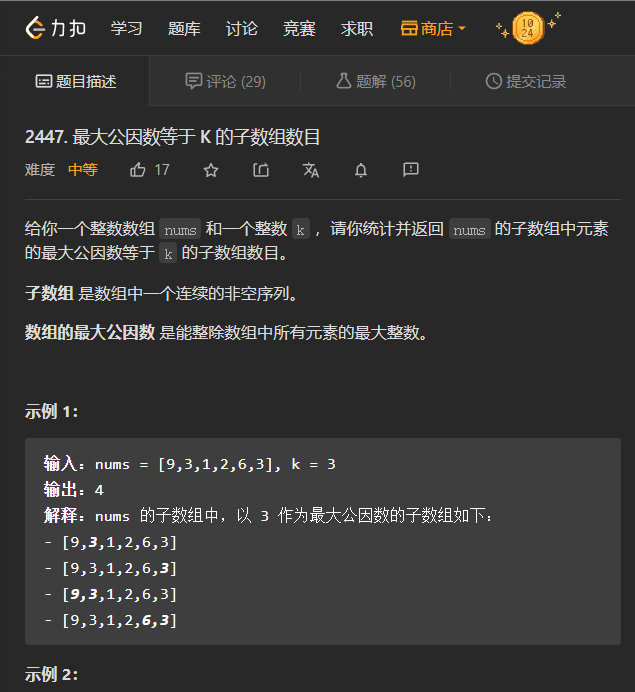 力扣 学习 题库 讨论 竞赛 求职 商店 10 24
题目描述 评论 (29) 题解 (56) 提交记录
2447. 最大公因数等于 K 的子数组数目
难度 中等 17
给你一个整数数组 nums 和一个整数 k ，请你统计并返回 nums 的子数组中元素
的最大公因数等于 k 的子数组数目。
子数组 是数组中一个连续的非空序列。
数组的最大公因数 是能整除数组中所有元素的最大整数。
示例 1：
输入：nums = [9,3,1,2,6,3], k = 3
输出：4
解释：nums 的子数组中，以 3 作为最大公因数的子数组如下：
- [9,3,1,2,6,3]
- [9,3,1,2,6,3]
- [9,3,1,2,6,3]
- [9,3,1,2,6,3]
示例 2：